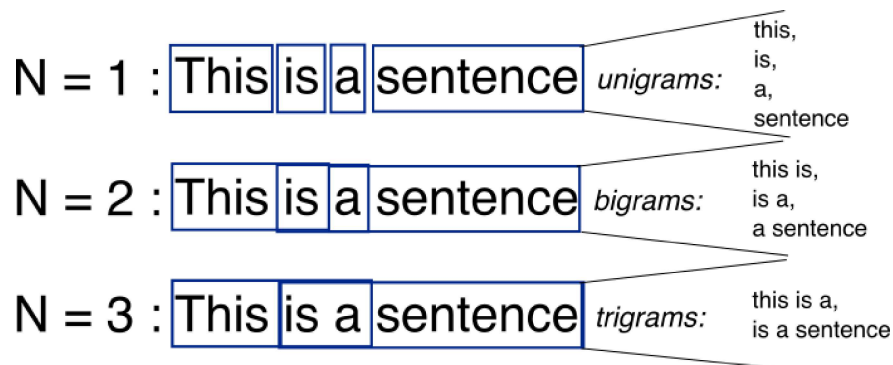 N = 1 : This is a sentence unigrams:
this,
is,
a,
sentence
N = 2 : This is a sentence bigrams:
this is,
is a,
a sentence
N = 3 : This is a sentence trigrams:
this is a,
is a sentence